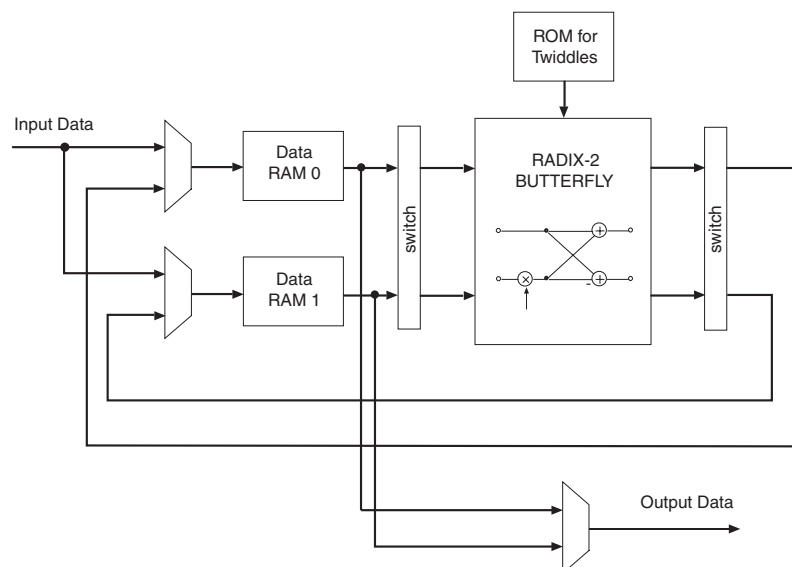 ROM for
Twiddles
Input Data
Data
RAM 0
switch
RADIX-2
BUTTERFLY
switch
Data
RAM 1
Output Data